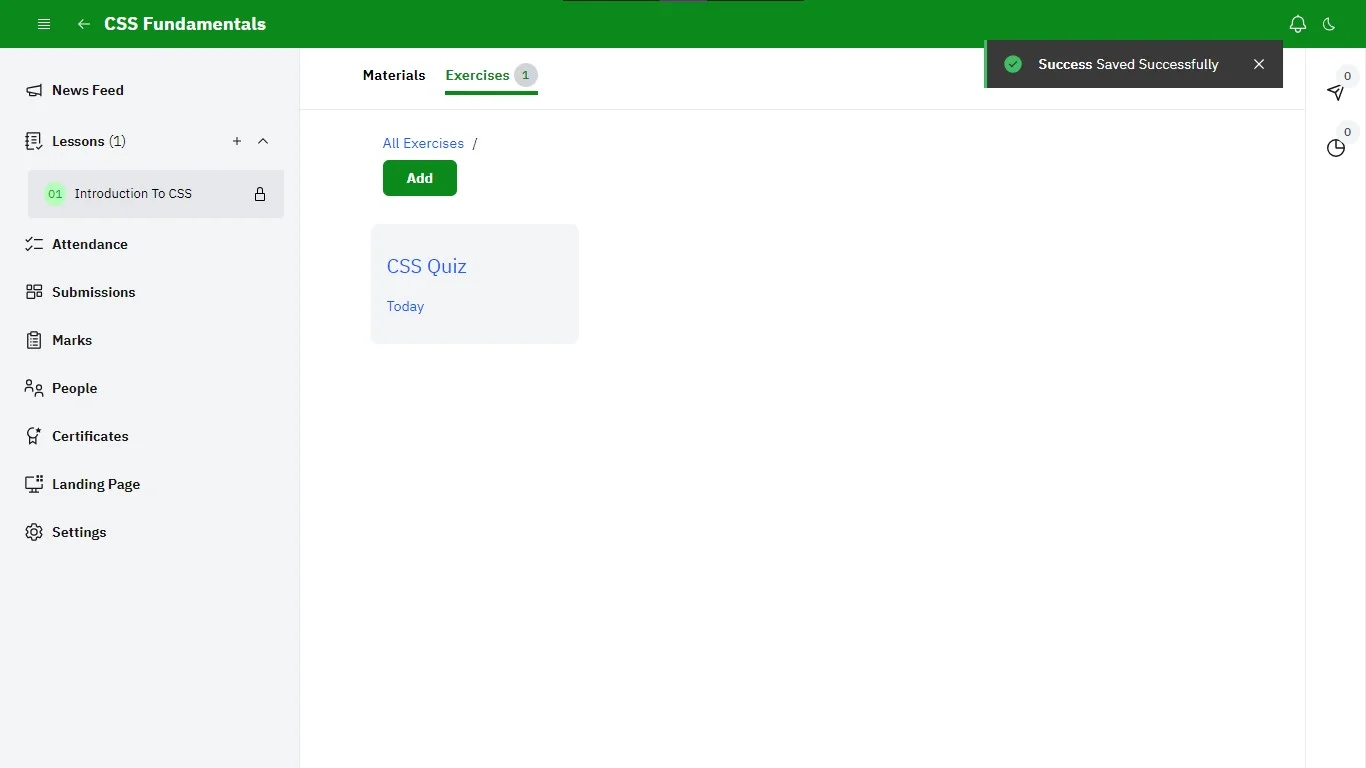 CSS Fundamentals
Success Saved Successfully
News Feed
Lessons (1)
01 Introduction To CSS
Attendance
Submissions
Marks
People
Certificates
Landing Page
Settings
Materials
Exercises 1
All Exercises /
Add
CSS Quiz
Today
0
0